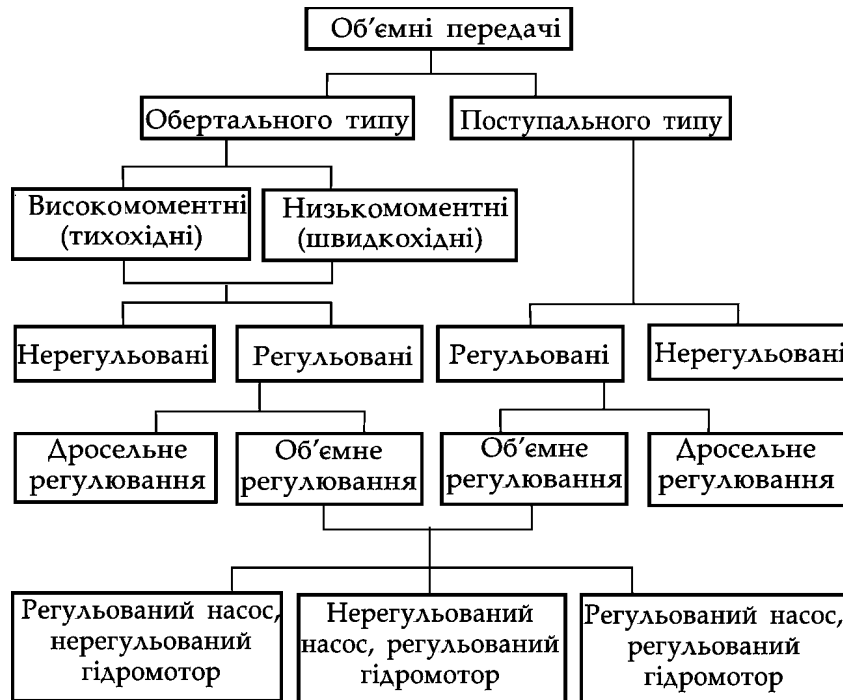 Об’ємні передачі
Обертального типу
Поступального типу
Високомоментні
(тихохідні)
Низькомоментні
(швидкохідні)
Нерегульовані
Регульовані
Регульовані
Нерегульовані
Дросельне
регулювання
Об’ємне
регулювання
Об’ємне
регулювання
Дросельне
регулювання
Регульований насос,
нерегульований
гідромотор
Нерегульований
насос, регульований
гідромотор
Регульований насос,
регульований
гідромотор